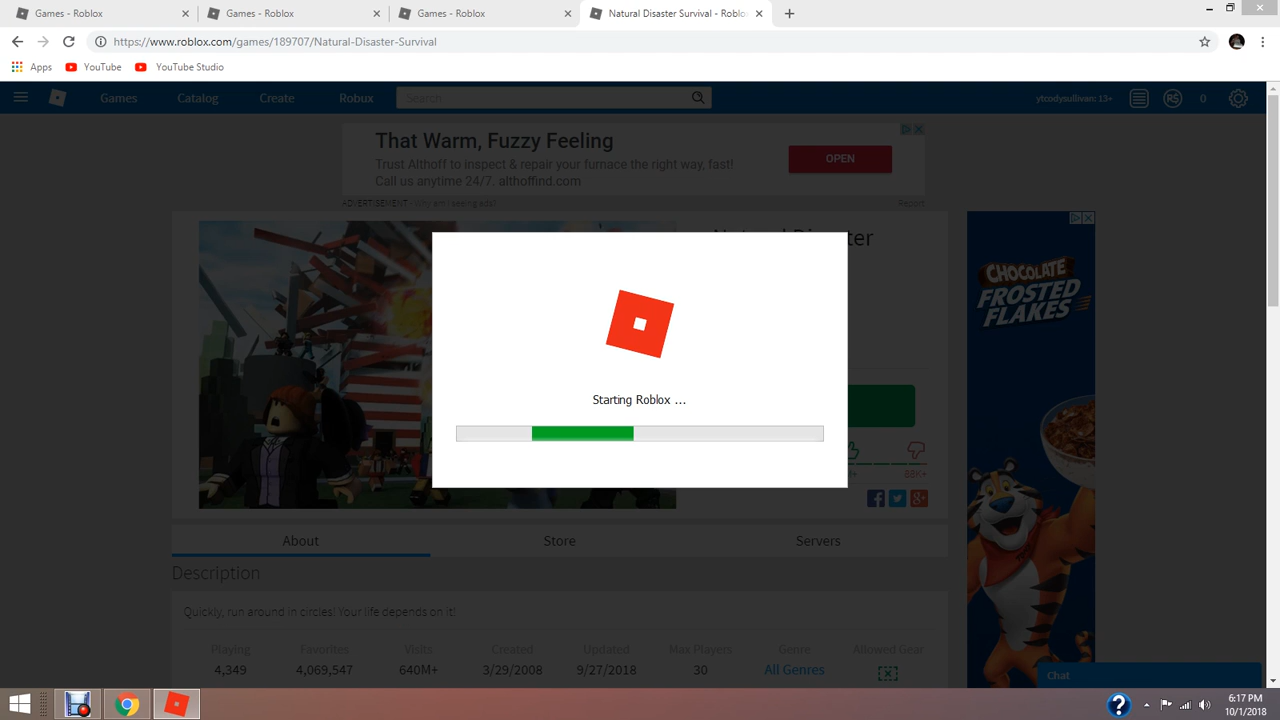 Games - Roblox
Games - Roblox
Games - Roblox
Natural Disaster Survival - Roblox
https://www.roblox.com/games/189707/Natural-Disaster-Survival
Apps
YouTube
YouTube Studio
Games
Catalog
Create
Robux
Search
ytcodysullivan: 13+
R$
0
That Warm, Fuzzy Feeling
Trust Althoff to inspect & repair your furnace the right way, fast!
Call us anytime 24/7. althoffind.com
OPEN
ADVERTISEMENT - Why am I seeing ads?
Report
CHOCOLATE
FROSTED
FLAKES
Starting Roblox ...
88K+
About
Store
Servers
Description
Quickly, run around in circles! Your life depends on it!
Playing
Favorites
Visits
Created
Updated
Max Players
Genre
Allowed Gear
4,349
4,069,547
640M+
3/29/2008
9/27/2018
30
All Genres
Chat
6:17 PM
10/1/2018